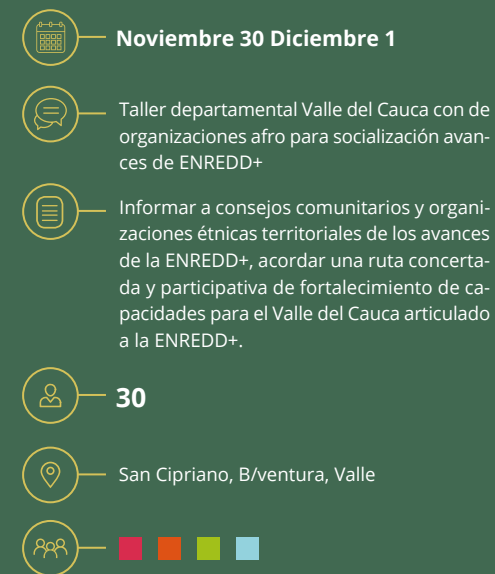 Noviembre 30 Diciembre 1
Taller departamental Valle del Cauca con de
organizaciones afro para socialización avan-
ces de ENREDD+
Informar a consejos comunitarios y organi-
zaciones étnicas territoriales de los avances
de la ENREDD+, acordar una ruta concerta-
da y participativa de fortalecimiento de ca-
pacidades para el Valle del Cauca articulado
a la ENREDD+.
30
San Cipriano, B/ventura, Valle